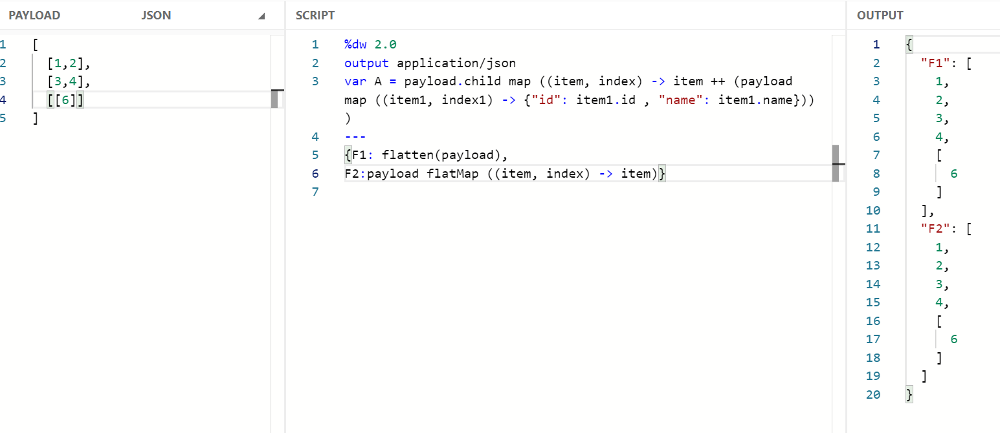 PAYLOAD JSON
1 [
2 [1,2],
3 [3,4],
4 [[6]]
5 ]
SCRIPT
1 %dw 2.0
2 output application/json
3 var A = payload.child map ((item, index) -> item ++ (payload
map ((item1, index1) -> {"id": item1.id , "name": item1.name}))
)
4 ---
5 {F1: flatten(payload),
6 F2:payload flatMap ((item, index) -> item)}
7
OUTPUT
1 {
2 "F1": [
3 1,
4 2,
5 3,
6 4,
7 [
8 6
9 ]
10 ],
11 "F2": [
12 1,
13 2,
14 3,
15 4,
16 [
17 6
18 ]
19 ]
20 }